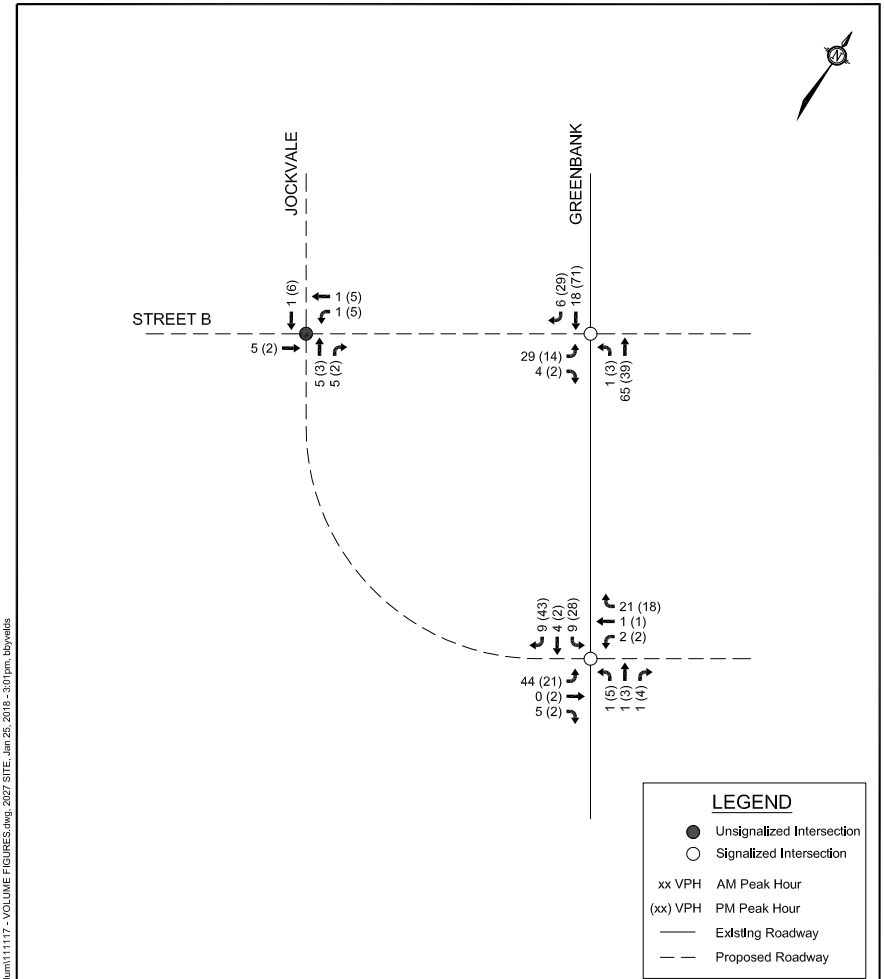 N
JOCKVALE
GREENBANK
STREET B
1 (6)
1 (5)
1 (5)
5 (2)
5 (3)
5 (2)
6 (29)
18 (71)
29 (14)
4 (2)
1 (3)
65 (39)
9 (43)
4 (2)
9 (28)
21 (18)
1 (1)
2 (2)
44 (21)
0 (2)
5 (2)
1 (5)
1 (3)
1 (4)
LEGEND
Unsignalized Intersection
Signalized Intersection
xx VPH AM Peak Hour
(xx) VPH PM Peak Hour
Existing Roadway
Proposed Roadway
111117 - VOLUME FIGURES.dwg, 2027 SITE, Jan 25, 2018 - 3:01pm, bbyvelds